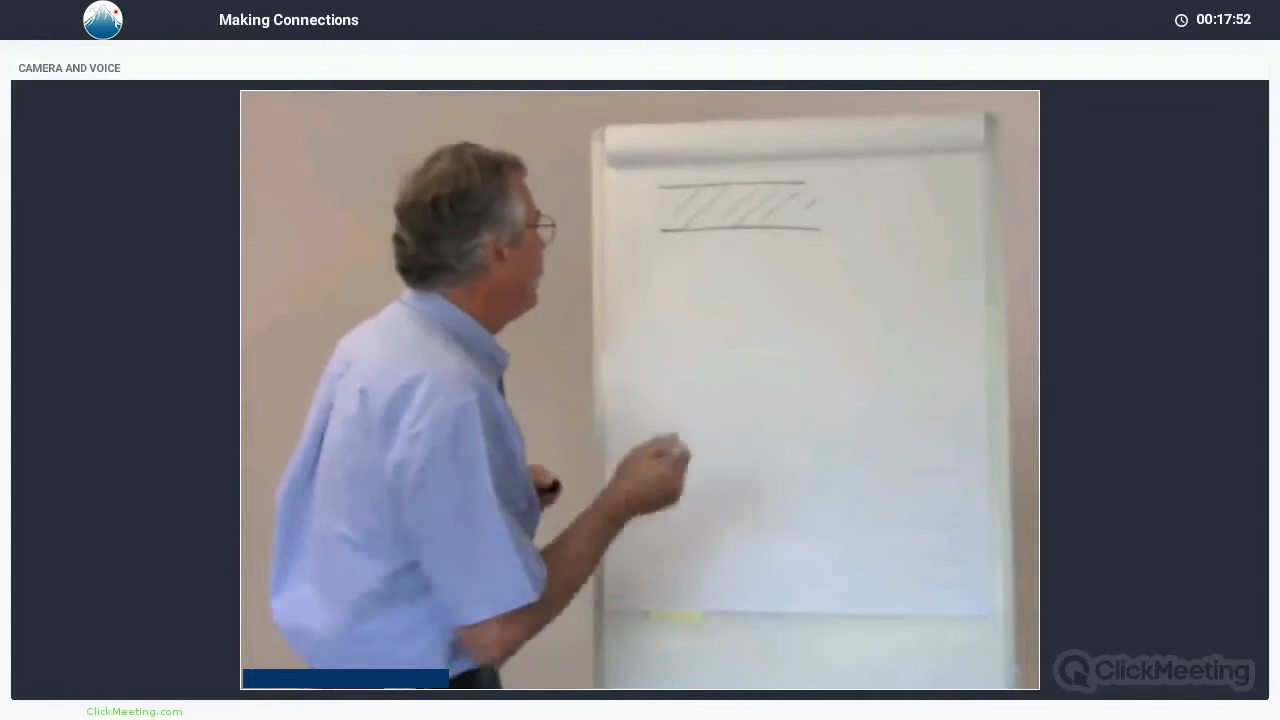 Making Connections
00:17:52
CAMERA AND VOICE
ClickMeeting
ClickMeeting.com